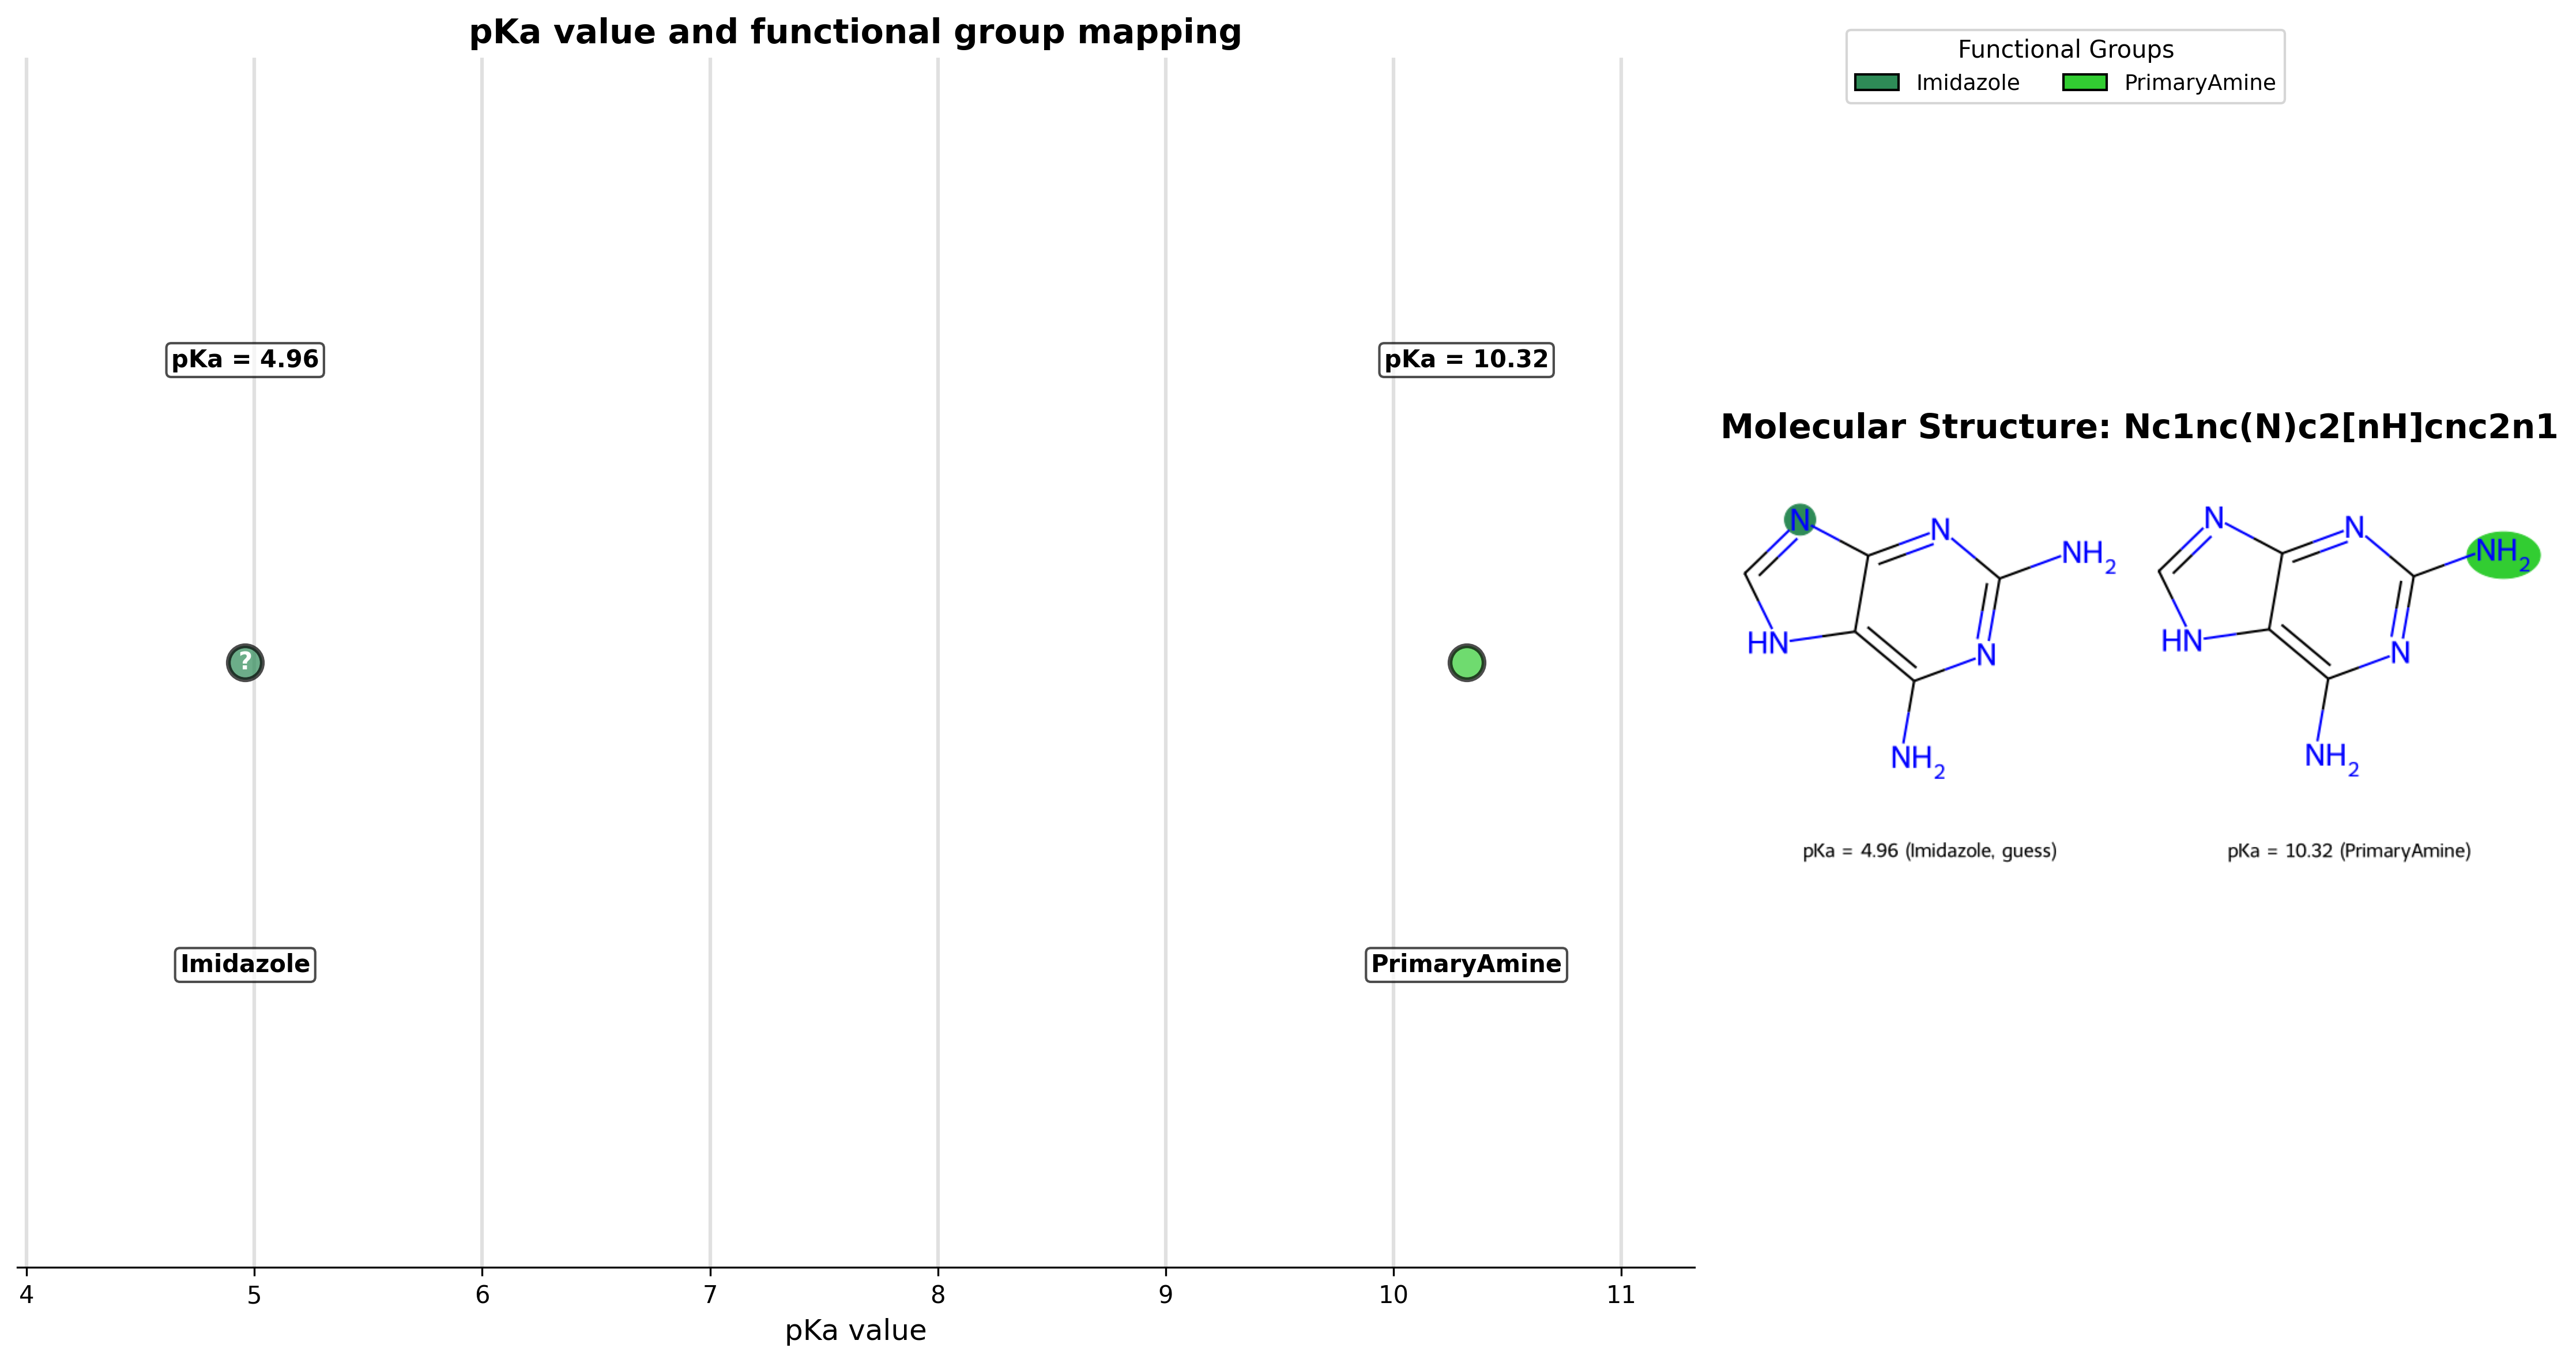 pKa value and functional group mapping
Functional Groups
Imidazole
PrimaryAmine
pKa = 4.96
pKa = 10.32
?
Imidazole
PrimaryAmine
4
5
6
7
8
9
10
11
pKa value
Molecular Structure: Nc1nc(N)c2[nH]cnc2n1
N
N
NH2
HN
N
NH2
pKa = 4.96 (Imidazole, guess)
N
N
NH2
HN
N
NH2
pKa = 10.32 (PrimaryAmine)